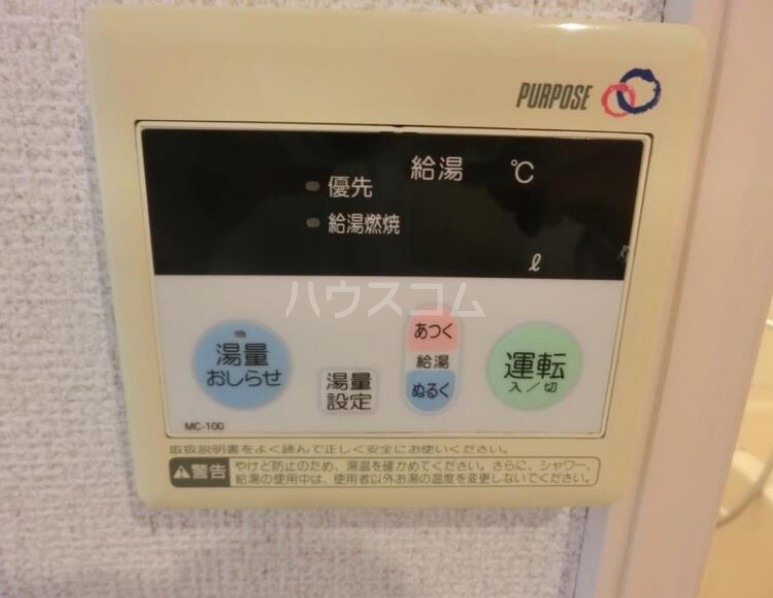 PURPOSE
給湯 ℃
優先
給湯燃焼
ℓ
ハウスコム
湯量
おしらせ
湯量
設定
あつく
給湯
ぬるく
運転
入/切
MC-100
取扱説明書をよく読んで正しく安全にお使いください。
警告
やけど防止のため、湯温を確かめてください。さらに、シャワー、
給湯の使用中は、使用者以外お湯の温度を変更しないでください。